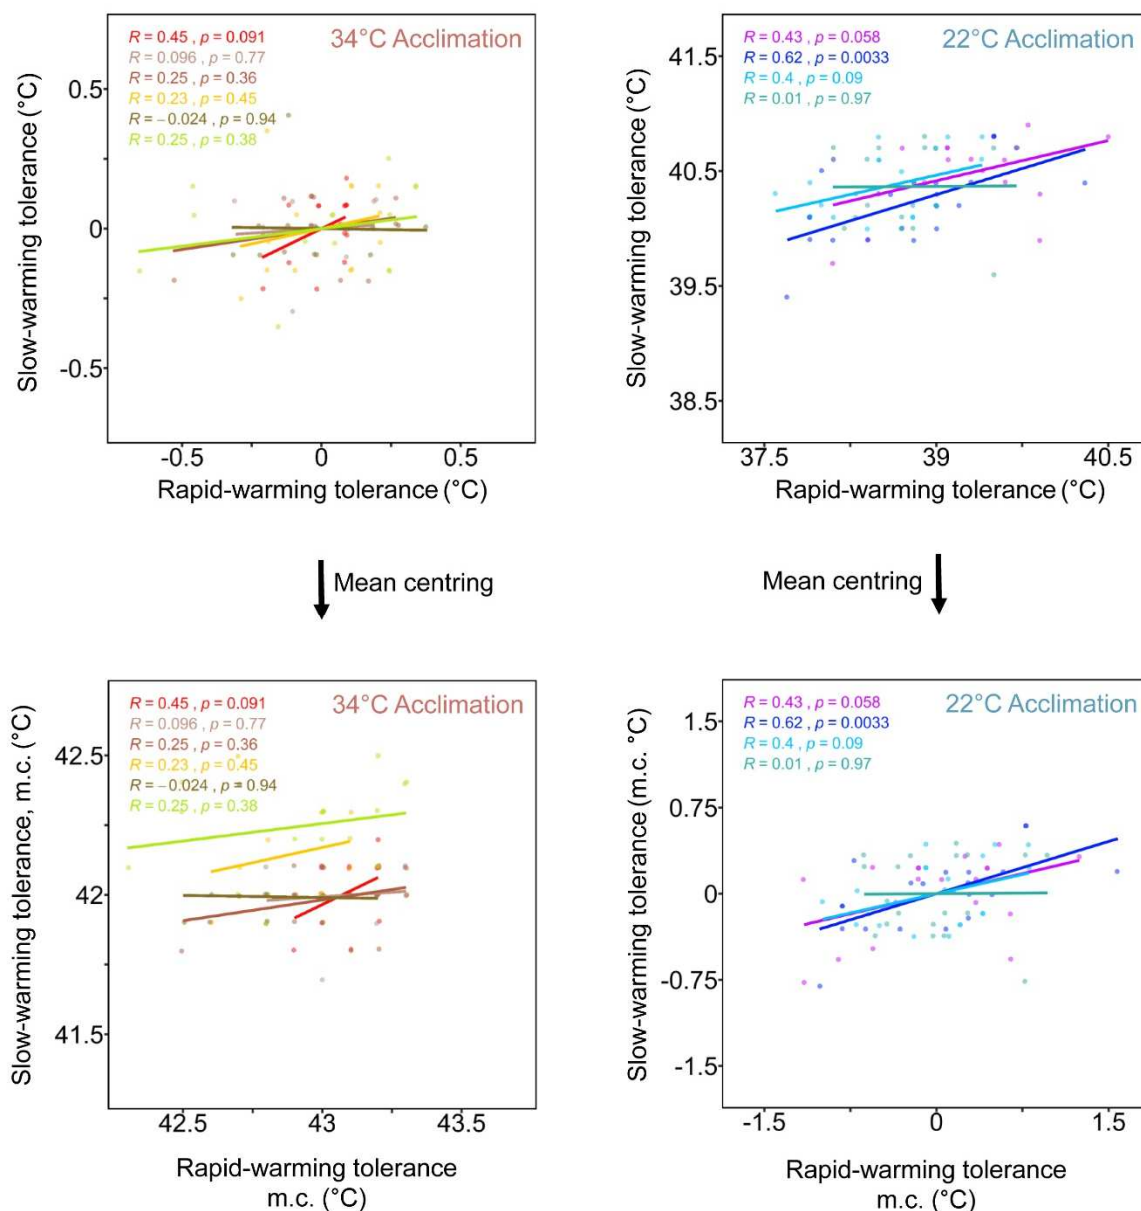 R = 0.45 , p = 0.091
R = 0.096 , p = 0.77
R = 0.25 , p = 0.36
R = 0.23 , p = 0.45
R = −0.024 , p = 0.94
R = 0.25 , p = 0.38
34°C Acclimation
Slow-warming tolerance (°C)
0.5
0
-0.5
-0.5
0
0.5
Rapid-warming tolerance (°C)
R = 0.43 , p = 0.058
R = 0.62 , p = 0.0033
R = 0.4 , p = 0.09
R = 0.01 , p = 0.97
22°C Acclimation
Slow-warming tolerance (°C)
41.5
40.5
39.5
38.5
37.5
39
40.5
Rapid-warming tolerance (°C)
Mean centring
Mean centring
R = 0.45 , p = 0.091
R = 0.096 , p = 0.77
R = 0.25 , p = 0.36
R = 0.23 , p = 0.45
R = −0.024 , p = 0.94
R = 0.25 , p = 0.38
34°C Acclimation
Slow-warming tolerance, m.c. (°C)
42.5
42
41.5
42.5
43
43.5
Rapid-warming tolerance
m.c. (°C)
R = 0.43 , p = 0.058
R = 0.62 , p = 0.0033
R = 0.4 , p = 0.09
R = 0.01 , p = 0.97
22°C Acclimation
Slow-warming tolerance (m.c. °C)
1.5
0.75
0
-0.75
-1.5
-1.5
0
1.5
Rapid-warming tolerance
m.c. (°C)